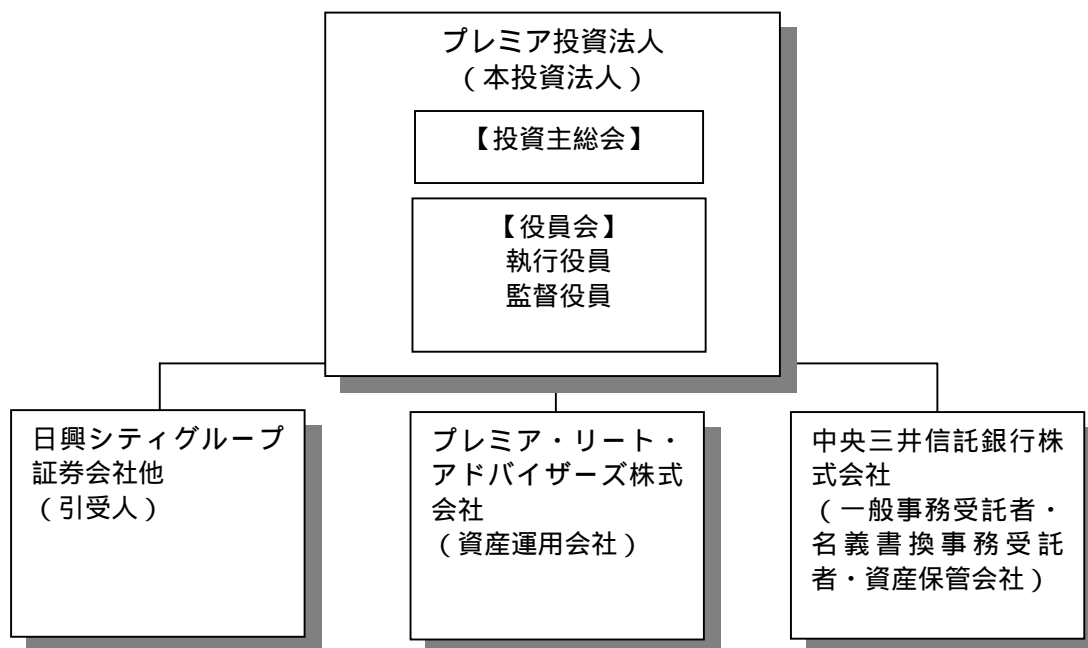 プレミア投資法人
（本投資法人）
【投資主総会】
【役員会】
執行役員
監督役員
日興シティグループ
証券会社他
（引受人）
プレミア・リート・
アドバイザーズ株式
会社
（資産運用会社）
中央三井信託銀行株
式会社
（一般事務受託者・
名義書換事務受託
者・資産保管会社）